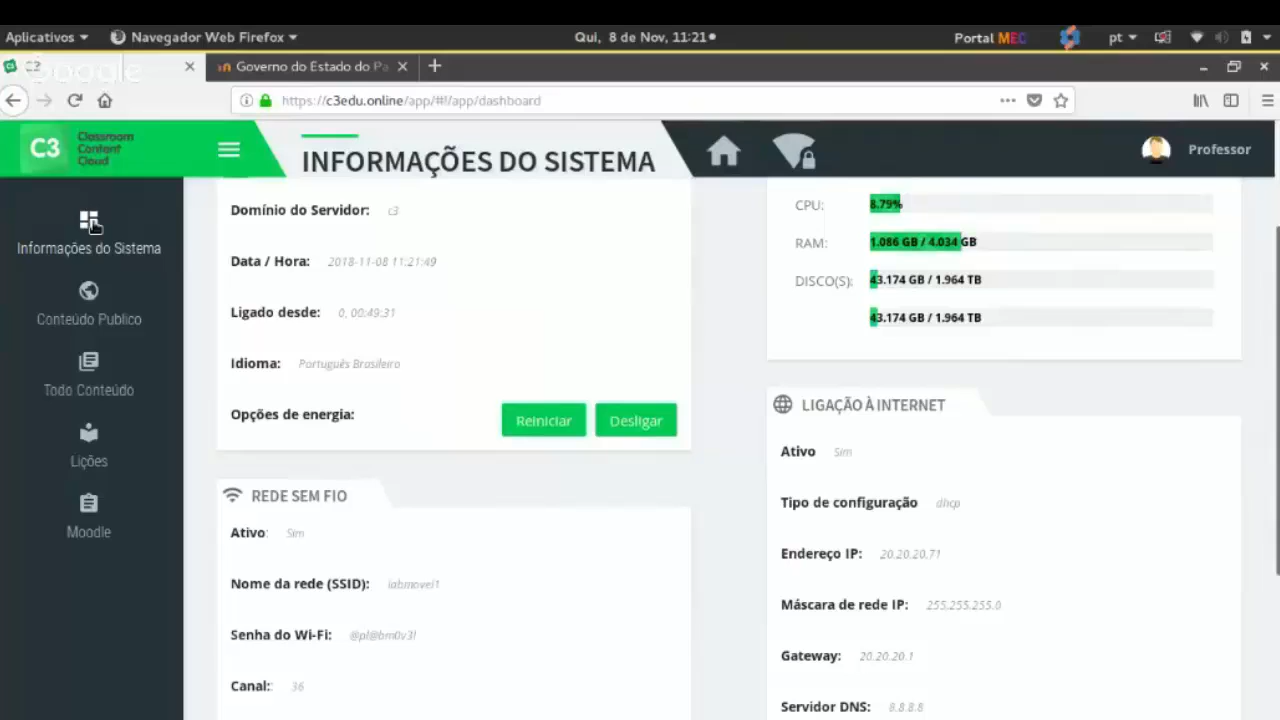 Aplicativos Navegador Web Firefox Qui, 8 de Nov, 11:21 Portal MEC pt
C3 Google Governo do Estado do Pa
https://c3edu.online/app/#!/app/dashboard
C3 Classroom Content Cloud
INFORMAÇÕES DO SISTEMA
Professor
Informações do Sistema
Conteúdo Publico
Todo Conteúdo
Lições
Moodle
Domínio do Servidor: c3
Data / Hora: 2018-11-08 11:21:49
Ligado desde: 0, 00:49:31
Idioma: Português Brasileiro
Opções de energia: Reiniciar Desligar
REDE SEM FIO
Ativo: Sim
Nome da rede (SSID): labmovel1
Senha do Wi-Fi: @pl@bm0v3l
Canal: 36
CPU: 8.79%
RAM: 1.086 GB / 4.034 GB
DISCO(S): 43.174 GB / 1.964 TB
43.174 GB / 1.964 TB
LIGAÇÃO À INTERNET
Ativo Sim
Tipo de configuração dhcp
Endereço IP: 20.20.20.71
Máscara de rede IP: 255.255.255.0
Gateway: 20.20.20.1
Servidor DNS: 8.8.8.8